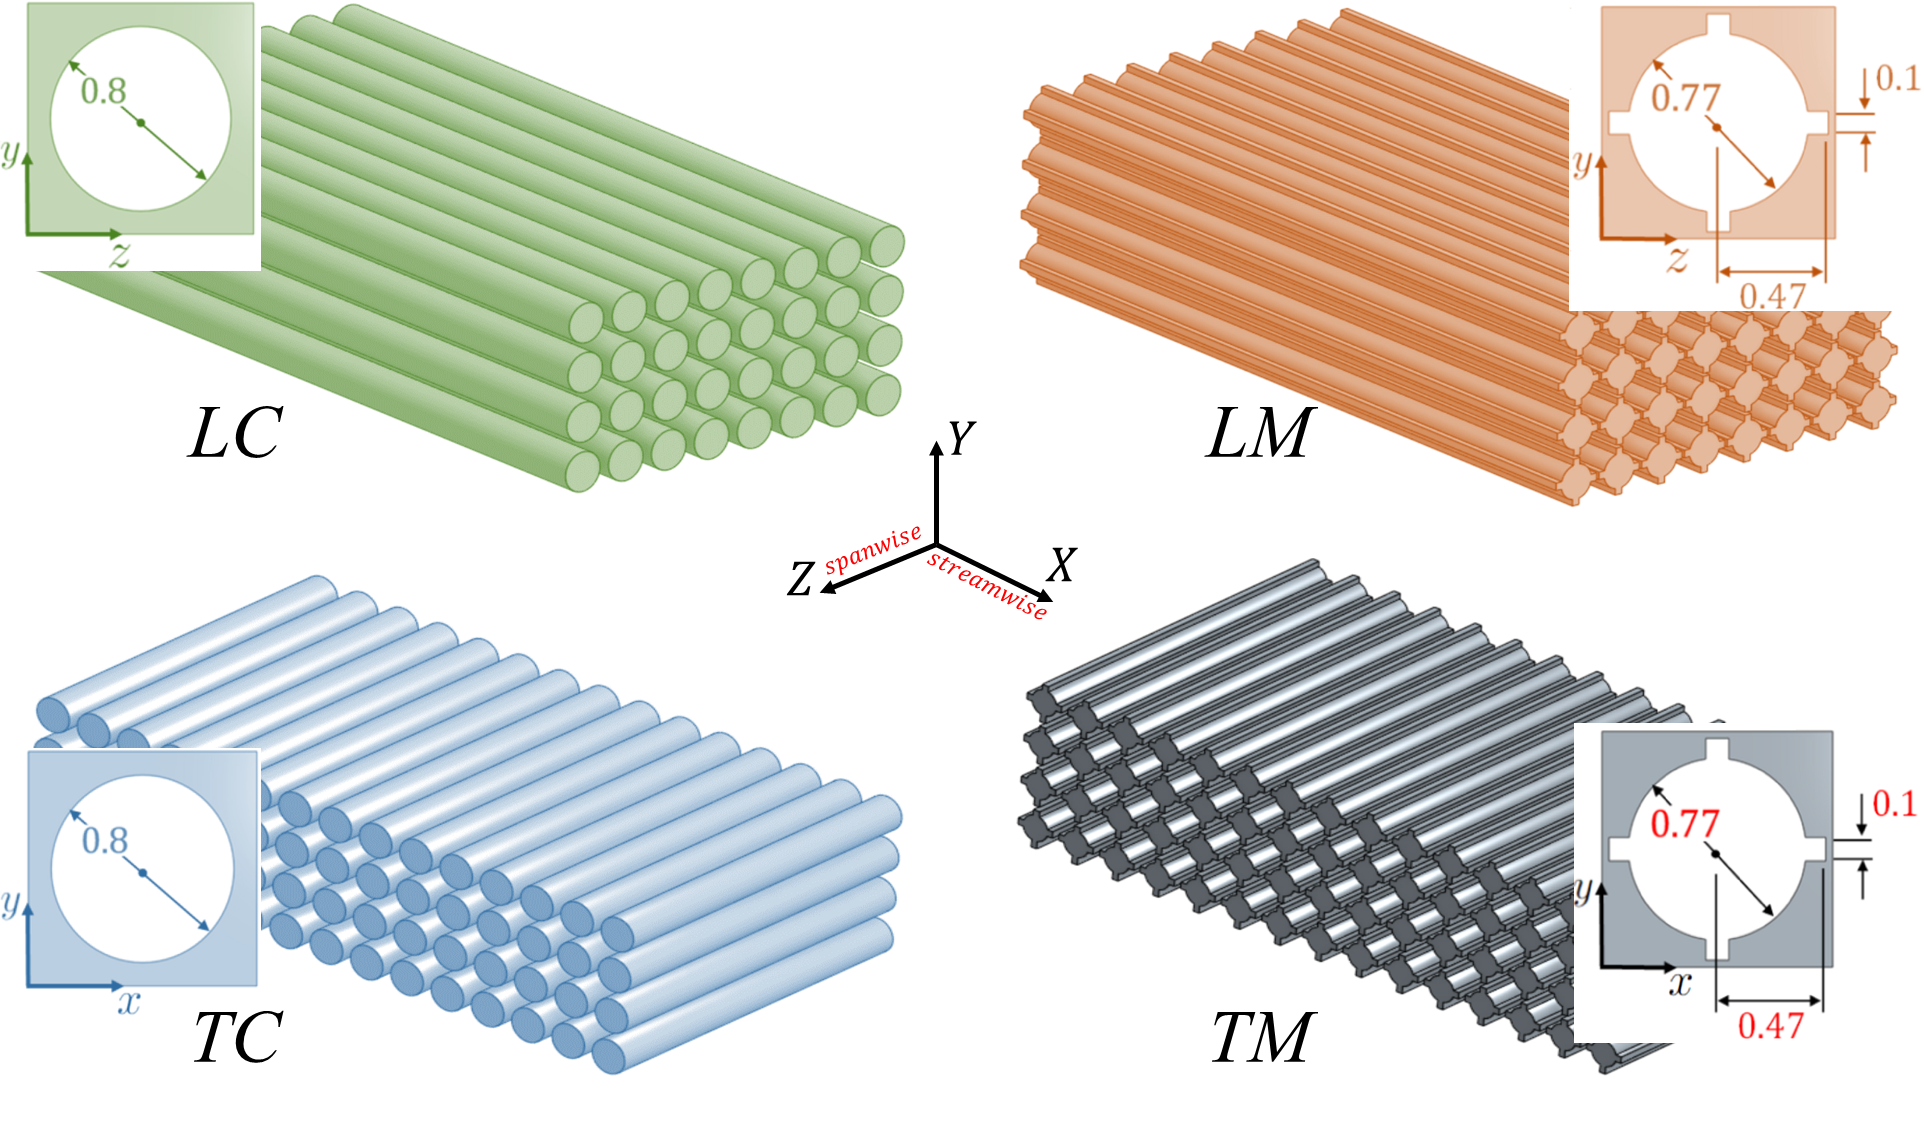 0.8
y
z
LC
0.77
0.1
y
z
0.47
LM
Y
Z
spanwise
streamwise
X
0.8
y
x
TC
0.77
0.1
y
x
0.47
TM